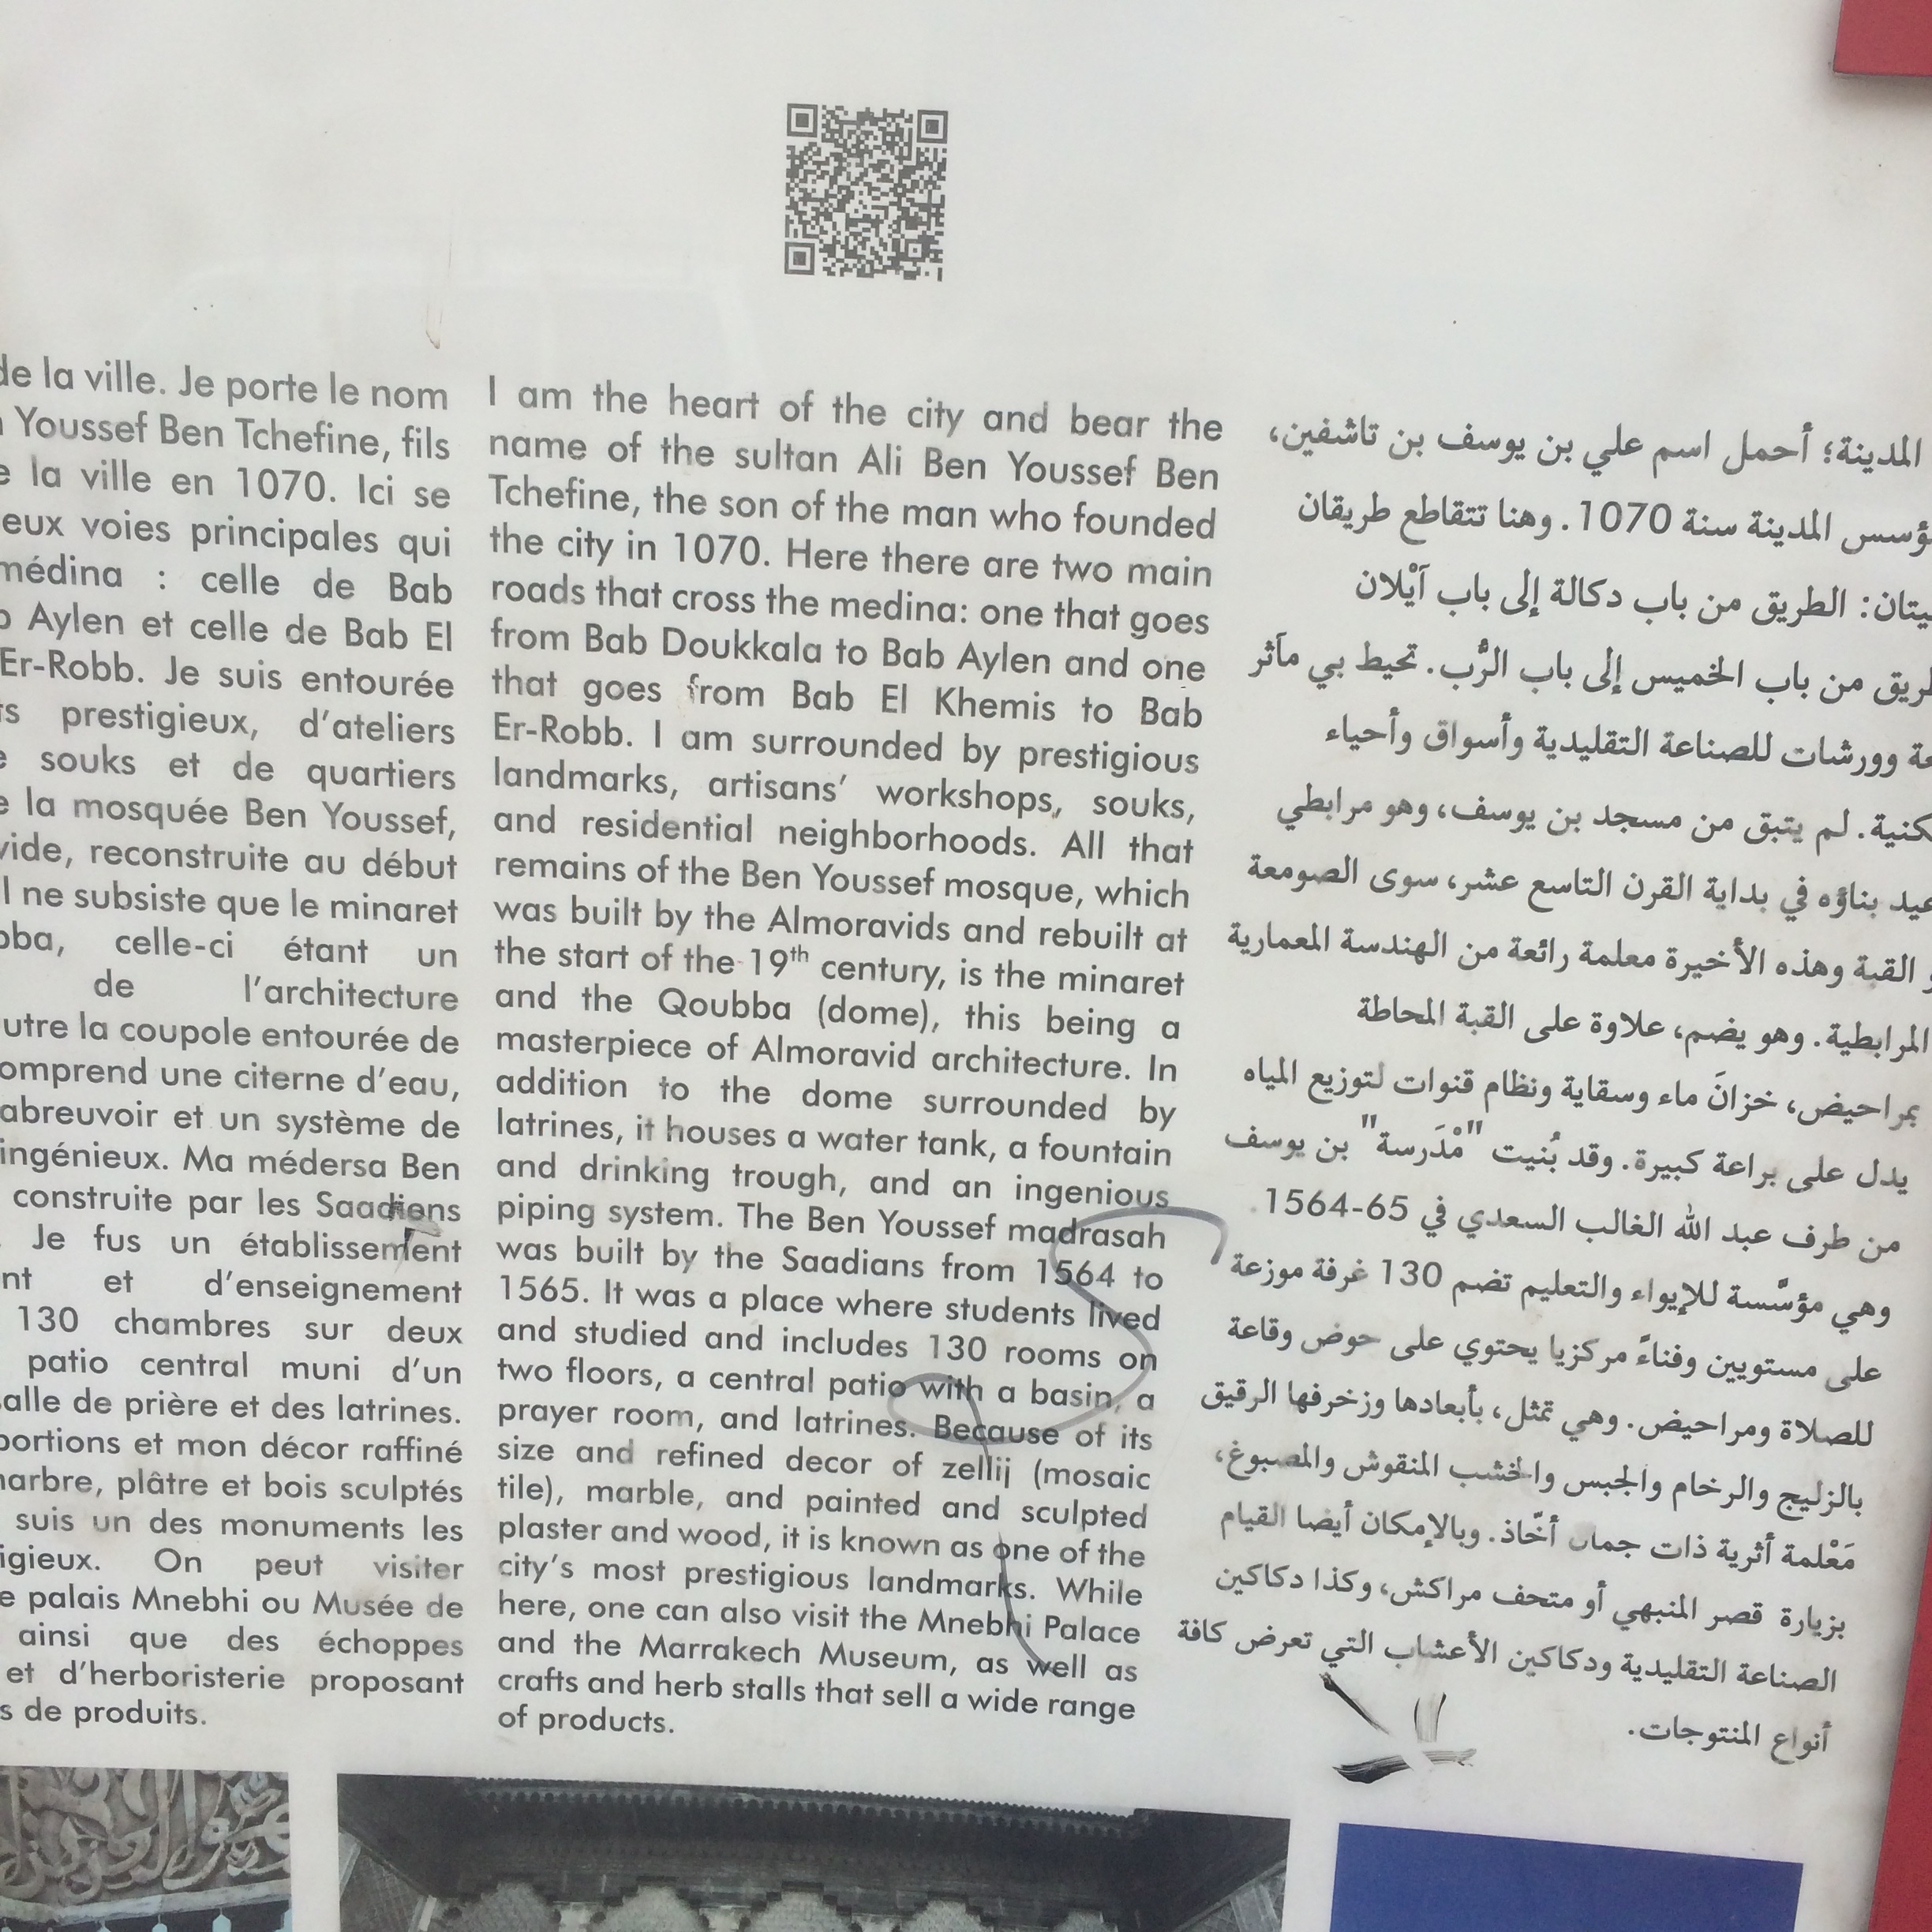 de la ville. Je porte le nom
Youssef Ben Tchefine, fils
la ville en 1070. Ici se
eux voies principales qui
médina : celle de Bab
Aylen et celle de Bab El
Er-Robb. Je suis entourée
prestigieux, d'ateliers
souks et de quartiers
la mosquée Ben Youssef,
vide, reconstruite au début
l ne subsiste que le minaret
bba, celle-ci étant un
de l'architecture
utre la coupole entourée de
omprend une citerne d'eau,
abreuvoir et un système de
ingénieux. Ma médersa Ben
construite par les Saadiens
. Je fus un établissement
nt et d'enseignement
130 chambres sur deux
patio central muni d'un
alle de prière et des latrines.
portions et mon décor raffiné
marbre, plâtre et bois sculptés
suis un des monuments les
igieux. On peut visiter
e palais Mnebhi ou Musée de
ainsi que des échoppes
et d'herboristerie proposant
s de produits.
I am the heart of the city and bear the
name of the sultan Ali Ben Youssef Ben
Tchefine, the son of the man who founded
the city in 1070. Here there are two main
roads that cross the medina: one that goes
from Bab Doukkala to Bab Aylen and one
that goes from Bab El Khemis to Bab
Er-Robb. I am surrounded by prestigious
landmarks, artisans' workshops, souks,
and residential neighborhoods. All that
remains of the Ben Youssef mosque, which
was built by the Almoravids and rebuilt at
the start of the 19th century, is the minaret
and the Qoubba (dome), this being a
masterpiece of Almoravid architecture. In
addition to the dome surrounded by
latrines, it houses a water tank, a fountain
and drinking trough, and an ingenious
piping system. The Ben Youssef madrasah
was built by the Saadians from 1564 to
1565. It was a place where students lived
and studied and includes 130 rooms on
two floors, a central patio with a basin, a
prayer room, and latrines. Because of its
size and refined decor of zellij (mosaic
tile), marble, and painted and sculpted
plaster and wood, it is known as one of the
city's most prestigious landmarks. While
here, one can also visit the Mnebhi Palace
and the Marrakech Museum, as well as
crafts and herb stalls that sell a wide range
of products.
المدينة؛ أحمل اسم علي بن يوسف بن تاشفين،
ؤسس المدينة سنة 1070. وهنا تتقاطع طريقان
يتان: الطريق من باب دكالة إلى باب آيْلان
ريق من باب الخميس إلى باب الرُّب. تحيط بي مآثر
وورشات للصناعة التقليدية وأسواق وأحياء
كنية. لم يتبق من مسجد بن يوسف، وهو مرابطي
عيد بناؤه في بداية القرن التاسع عشر، سوى الصومعة
و القبة وهذه الأخيرة معلمة رائعة من الهندسة المعمارية
المرابطية. وهو يضم، علاوة على القبة المحاطة
بمراحيض، خزانَ ماء وسقاية ونظام قنوات لتوزيع المياه
يدل على براعة كبيرة. وقد بُنيت "مْدَرسة" بن يوسف
من طرف عبد الله الغالب السعدي في 65-1564.
وهي مؤسَّسة للإيواء والتعليم تضم 130 غرفة موزعة
على مستويين وفناءً مركزيا يحتوي على حوض وقاعة
للصلاة ومراحيض. وهي تمثل، بأبعادها وزخرفها الرقيق
بالزليج والرخام والجبس والخشب المنقوش والمصبوغ،
مَعْلمة أثرية ذات جمال أخّاذ. وبالإمكان أيضا القيام
بزيارة قصر المنبهي أو متحف مراكش، وكذا دكاكين
الصناعة التقليدية ودكاكين الأعشاب التي تعرض كافة
أنواع المنتوجات.